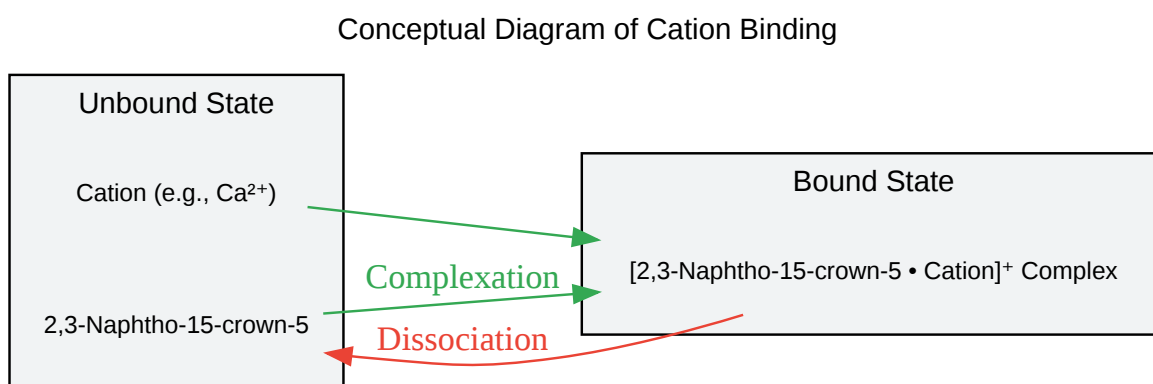 Conceptual Diagram of Cation Binding
Unbound State
Cation (e.g., Ca²⁺)
2,3-Naphtho-15-crown-5
Complexation
Dissociation
Bound State
[2,3-Naphtho-15-crown-5 • Cation]⁺ Complex